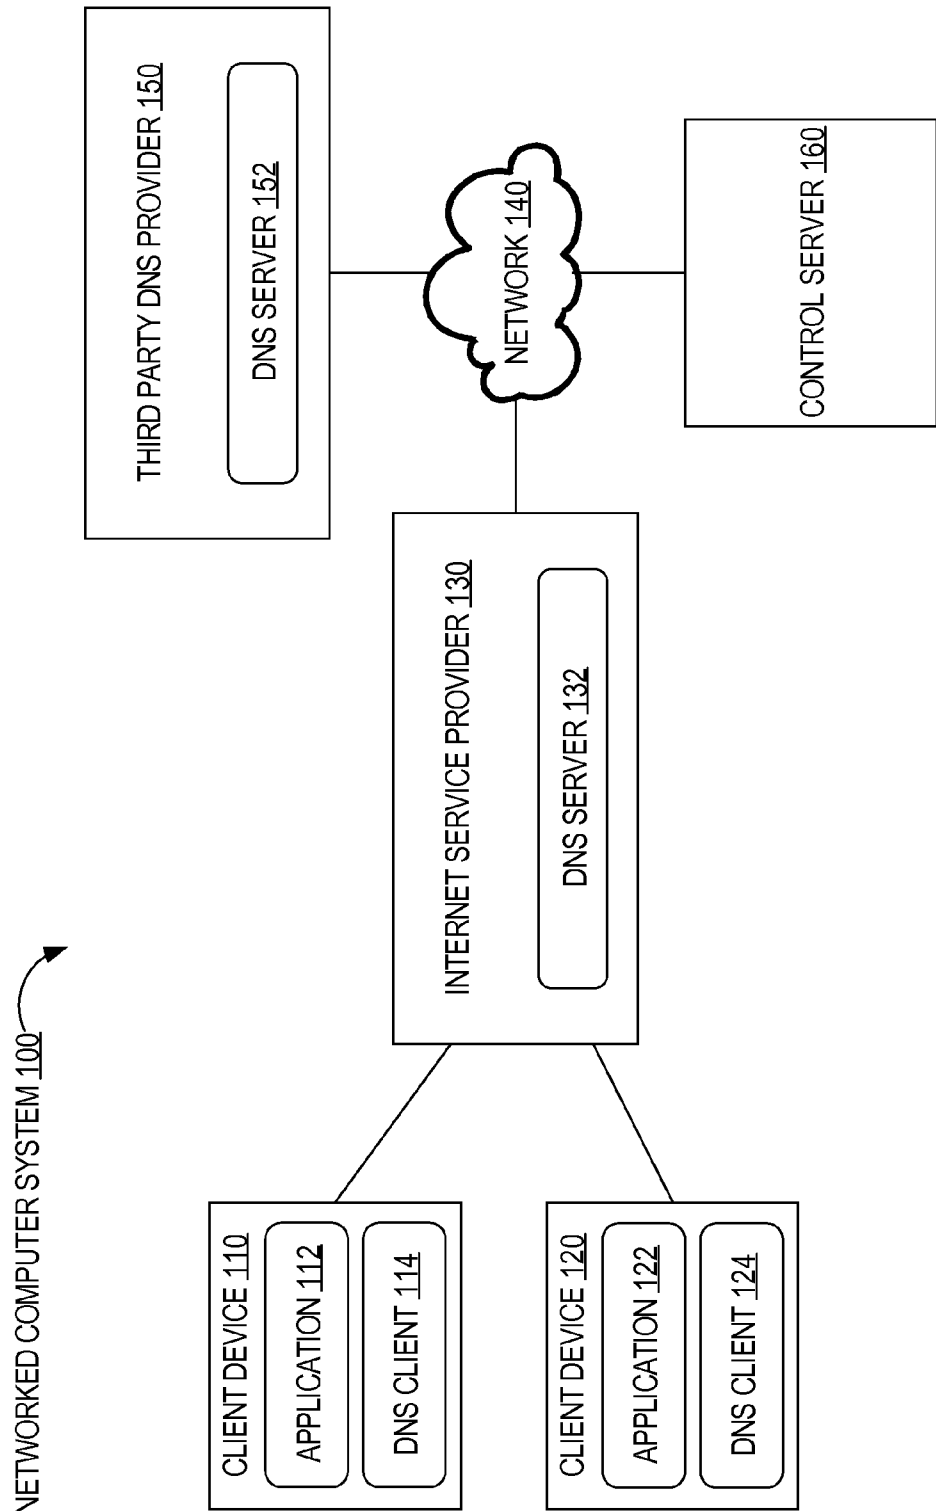 NETWORKED COMPUTER SYSTEM 100
CLIENT DEVICE 110
APPLICATION 112
DNS CLIENT 114
CLIENT DEVICE 120
APPLICATION 122
DNS CLIENT 124
INTERNET SERVICE PROVIDER 130
DNS SERVER 132
THIRD PARTY DNS PROVIDER 150
DNS SERVER 152
NETWORK 140
CONTROL SERVER 160